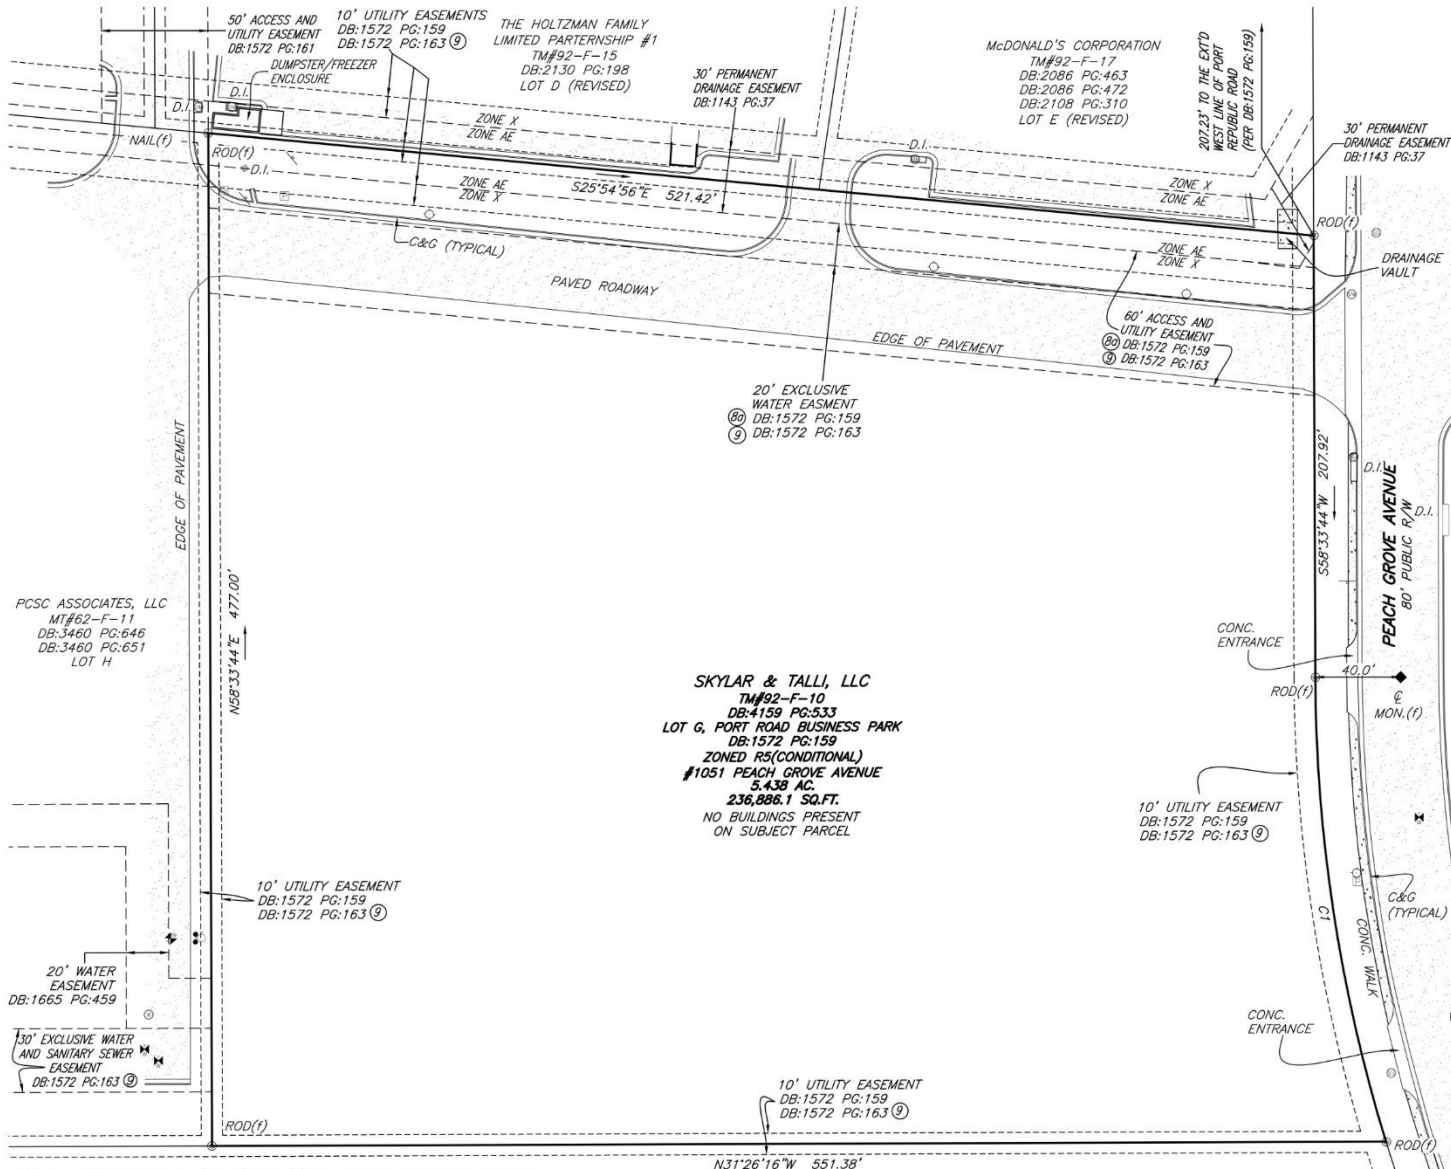 50' ACCESS AND
UTILITY EASEMENT
DB:1572 PG:161
10' UTILITY EASEMENTS
DB:1572 PG:159
DB:1572 PG:163 9
THE HOLTZMAN FAMILY
LIMITED PARTERNSHIP #1
TM#92-F-15
DB:2130 PG:198
LOT D (REVISED)
McDONALD'S CORPORATION
TM#92-F-17
DB:2086 PG:463
DB:2086 PG:472
DB:2108 PG:310
LOT E (REVISED)
207.23' TO THE EXT'D
WEST LINE OF PORT
REPUBLIC ROAD
(PER DB:1572 PG:159)
30' PERMANENT
DRAINAGE EASEMENT
DB:1143 PG:37
DUMPSTER/FREEZER
ENCLOSURE
30' PERMANENT
DRAINAGE EASEMENT
DB:1143 PG:37
D.I.
D.I.
NAIL(f)
ROD(f)
D.I.
ZONE X
ZONE AE
ZONE AE
ZONE X
S25°54'56"E 521.42'
C&G (TYPICAL)
D.I.
ZONE X
ZONE AE
ZONE AE
ZONE X
ROD(f)
DRAINAGE
VAULT
PAVED ROADWAY
EDGE OF PAVEMENT
60' ACCESS AND
UTILITY EASEMENT
8a DB:1572 PG:159
9 DB:1572 PG:163
20' EXCLUSIVE
WATER EASMENT
8a DB:1572 PG:159
9 DB:1572 PG:163
EDGE OF PAVEMENT
N58°33'44"E 477.00'
S58°33'44"W 207.92'
D.I.
PEACH GROVE AVENUE
80' PUBLIC R/W
D.I.
PCSC ASSOCIATES, LLC
MT#62-F-11
DB:3460 PG:646
DB:3460 PG:651
LOT H
CONC.
ENTRANCE
40.0'
ROD(f)
℄
MON.(f)
SKYLAR & TALLI, LLC
TM#92-F-10
DB:4159 PG:533
LOT G, PORT ROAD BUSINESS PARK
DB:1572 PG:159
ZONED R5(CONDITIONAL)
#1051 PEACH GROVE AVENUE
5.438 AC.
236,886.1 SQ.FT.
NO BUILDINGS PRESENT
ON SUBJECT PARCEL
10' UTILITY EASEMENT
DB:1572 PG:159
DB:1572 PG:163 9
10' UTILITY EASEMENT
DB:1572 PG:159
DB:1572 PG:163 9
C1
C&G
(TYPICAL)
CONC. WALK
20' WATER
EASEMENT
DB:1665 PG:459
30' EXCLUSIVE WATER
AND SANITARY SEWER
EASEMENT
DB:1572 PG:163 9
CONC.
ENTRANCE
10' UTILITY EASEMENT
DB:1572 PG:159
DB:1572 PG:163 9
ROD(f)
ROD(f)
N31°26'16"W 551.38'